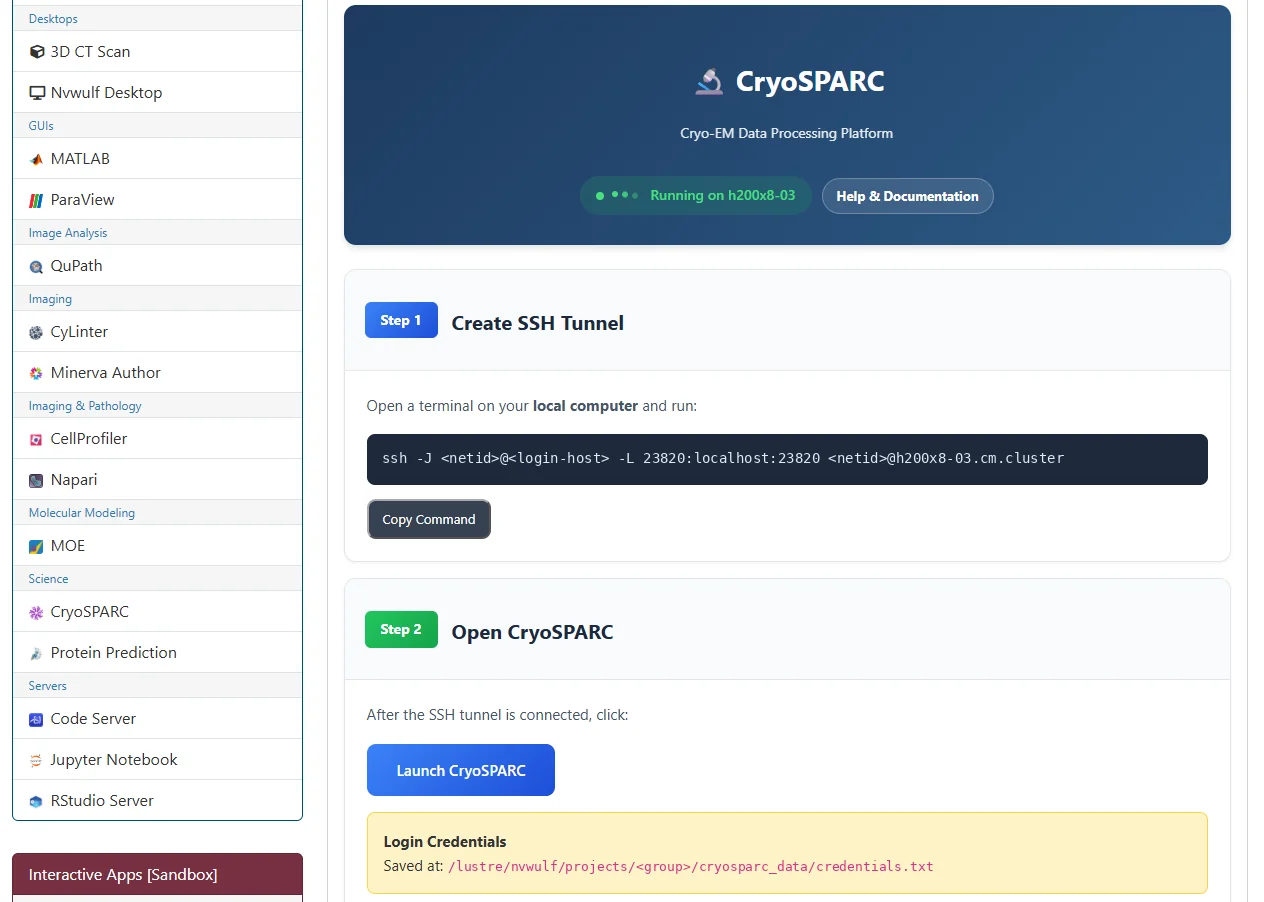 Desktops
3D CT Scan
Nvwulf Desktop
GUIs
MATLAB
ParaView
Image Analysis
QuPath
Imaging
CyLinter
Minerva Author
Imaging & Pathology
CellProfiler
Napari
Molecular Modeling
MOE
Science
CryoSPARC
Protein Prediction
Servers
Code Server
Jupyter Notebook
RStudio Server
Interactive Apps [Sandbox]
CryoSPARC
Cryo-EM Data Processing Platform
Running on h200x8-03
Help & Documentation
Step 1
Create SSH Tunnel
Open a terminal on your local computer and run:
ssh -J <netid>@<login-host> -L 23820:localhost:23820 <netid>@h200x8-03.cm.cluster
Copy Command
Step 2
Open CryoSPARC
After the SSH tunnel is connected, click:
Launch CryoSPARC
Login Credentials
Saved at: /lustre/nvwulf/projects/<group>/cryosparc_data/credentials.txt